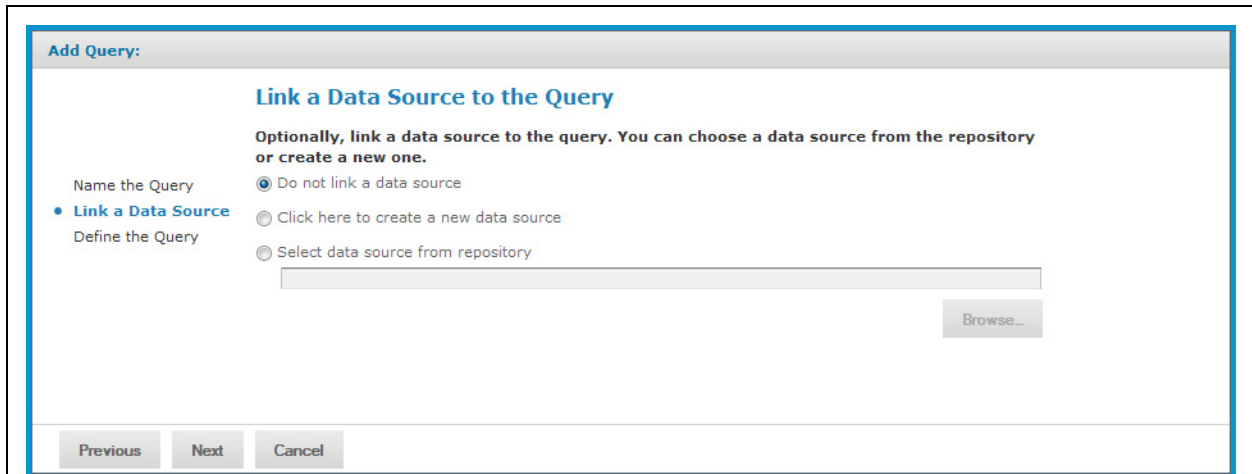 Add Query:
Link a Data Source to the Query
Optionally, link a data source to the query. You can choose a data source from the repository
or create a new one.
Name the Query
Link a Data Source
Define the Query
Do not link a data source
Click here to create a new data source
Select data source from repository
Browse...
Previous
Next
Cancel